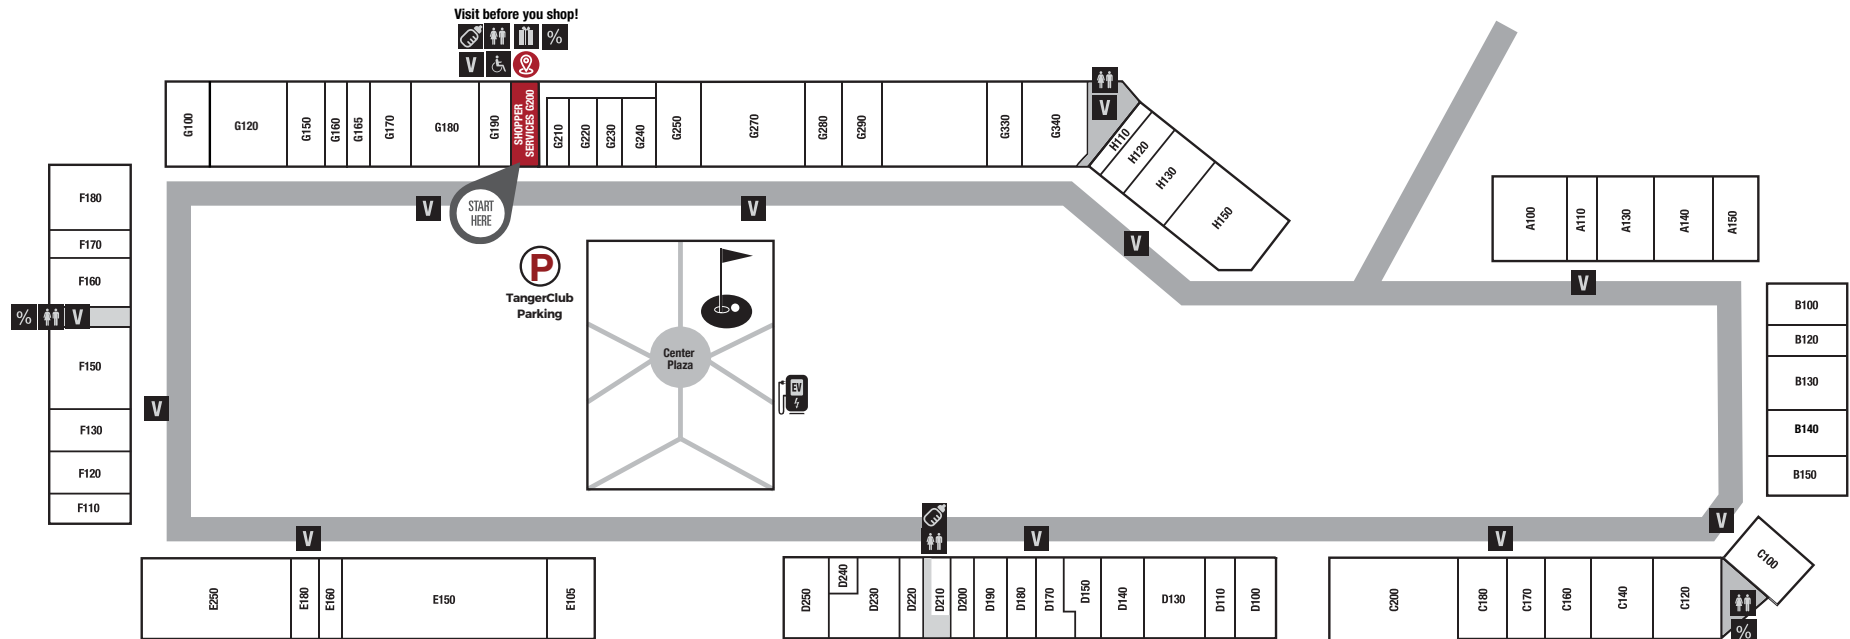 Visit before you shop!
%
V
G100
G120
G150
G160
G165
G170
G180
G190
SHOPPER
SERVICES G200
G210
G220
G230
G240
G250
G270
G280
G290
G330
G340
V
H110
H120
H130
H150
START
HERE
V
V
V
P
TangerClub
Parking
Center
Plaza
EV
A100
A110
A130
A140
A150
V
B100
B120
B130
B140
B150
F180
F170
F160
%
V
F150
F130
F120
F110
V
V
V
V
V
E250
E180
E160
E150
E105
D250
D240
D230
D220
D210
D200
D190
D180
D170
D150
D140
D130
D110
D100
C200
C180
C170
C160
C140
C120
C100
%